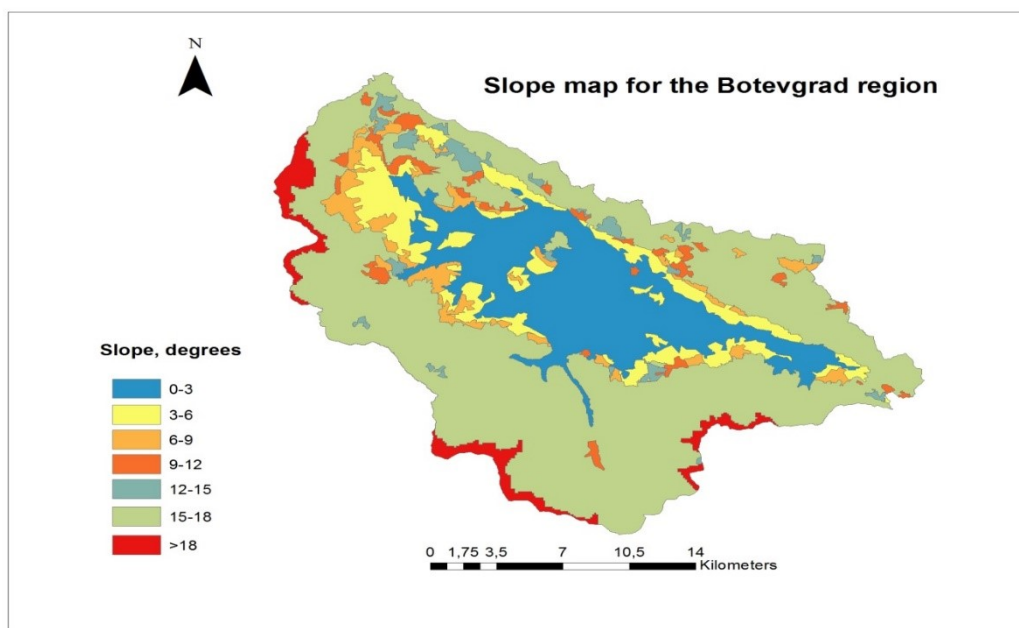 N
Slope map for the Botevgrad region
Slope, degrees
0-3
3-6
6-9
9-12
12-15
15-18
>18
0 1,75 3,5 7 10,5 14
Kilometers